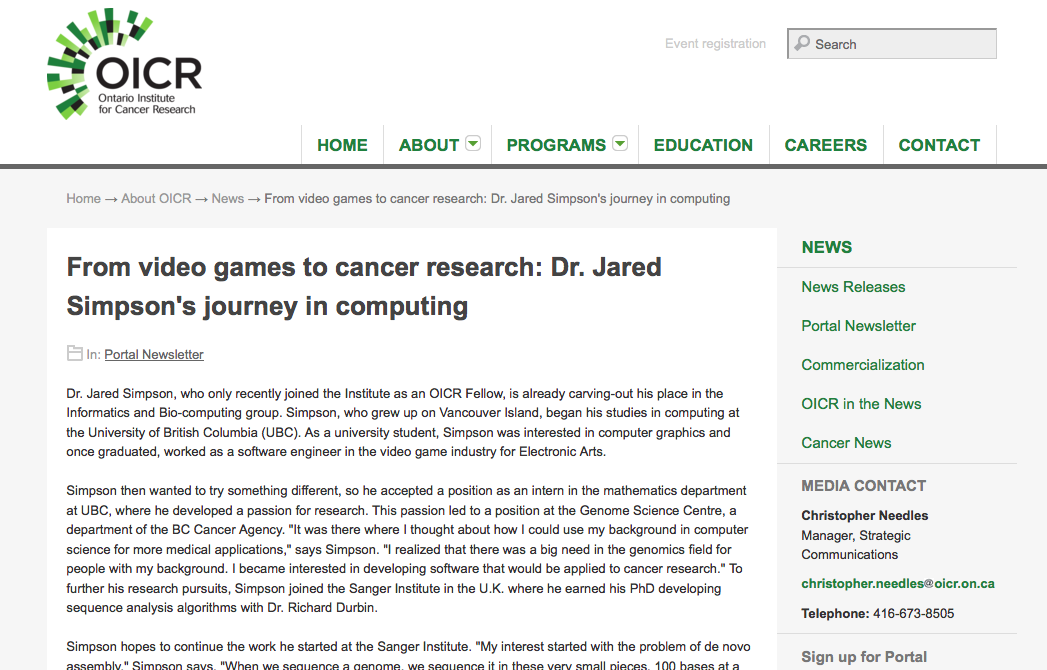 OICR
Ontario Institute
for Cancer Research
Event registration
Search
HOME
ABOUT
PROGRAMS
EDUCATION
CAREERS
CONTACT
Home → About OICR → News → From video games to cancer research: Dr. Jared Simpson's journey in computing
From video games to cancer research: Dr. Jared
Simpson's journey in computing
In: Portal Newsletter
Dr. Jared Simpson, who only recently joined the Institute as an OICR Fellow, is already carving-out his place in the
Informatics and Bio-computing group. Simpson, who grew up on Vancouver Island, began his studies in computing at
the University of British Columbia (UBC). As a university student, Simpson was interested in computer graphics and
once graduated, worked as a software engineer in the video game industry for Electronic Arts.
Simpson then wanted to try something different, so he accepted a position as an intern in the mathematics department
at UBC, where he developed a passion for research. This passion led to a position at the Genome Science Centre, a
department of the BC Cancer Agency. "It was there where I thought about how I could use my background in computer
science for more medical applications," says Simpson. "I realized that there was a big need in the genomics field for
people with my background. I became interested in developing software that would be applied to cancer research." To
further his research pursuits, Simpson joined the Sanger Institute in the U.K. where he earned his PhD developing
sequence analysis algorithms with Dr. Richard Durbin.
Simpson hopes to continue the work he started at the Sanger Institute. "My interest started with the problem of de novo
assembly," Simpson says. "When we sequence a genome, we sequence it in these very small pieces, 100 bases at a
NEWS
News Releases
Portal Newsletter
Commercialization
OICR in the News
Cancer News
MEDIA CONTACT
Christopher Needles
Manager, Strategic
Communications
christopher.needles@oicr.on.ca
Telephone: 416-673-8505
Sign up for Portal